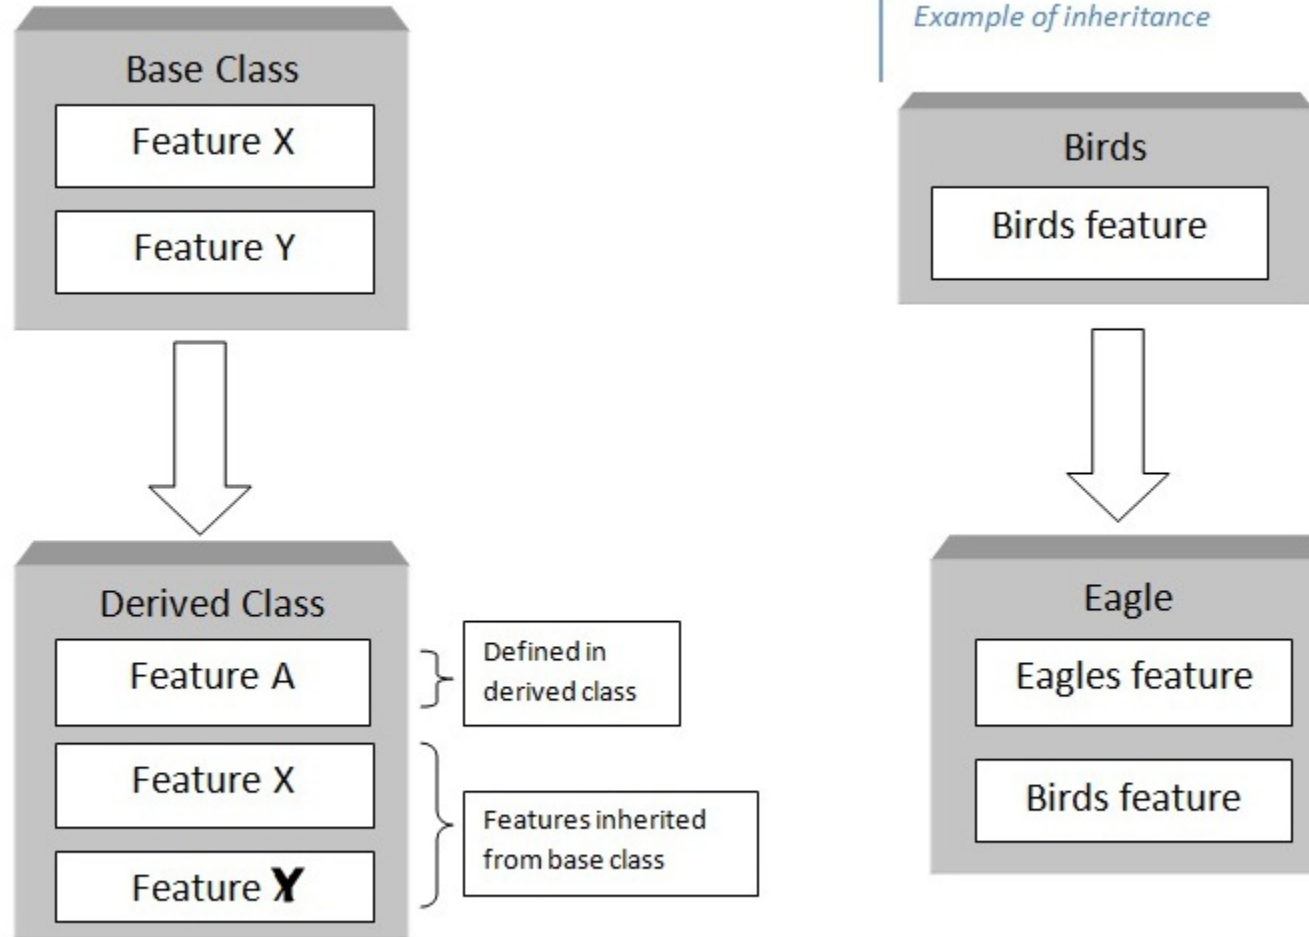 Base Class
Feature X
Feature Y
Derived Class
Feature A
Defined in
derived class
Feature X
Features inherited
from base class
Feature Y
Example of inheritance
Birds
Birds feature
Eagle
Eagles feature
Birds feature